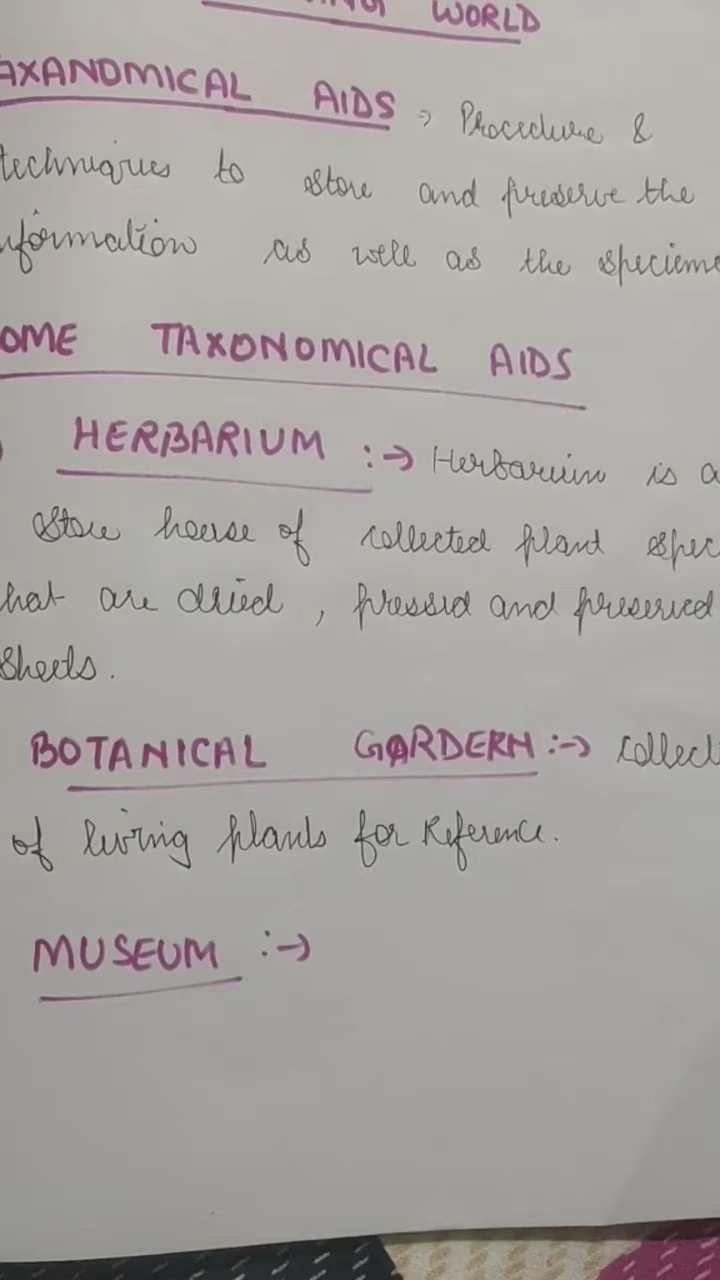 WORLD
AXANOMICAL AIDS → Procedure &
techniques to store and preserve the
nformation as well as the specime
OME TAXONOMICAL AIDS
HERBARIUM :→ Herbarium is a
store house of collected plant spec
hat are dried, pressed and preserved
sheets.
BOTANICAL GARDERN :→ Collect
of living plants for Reference.
MUSEUM :→